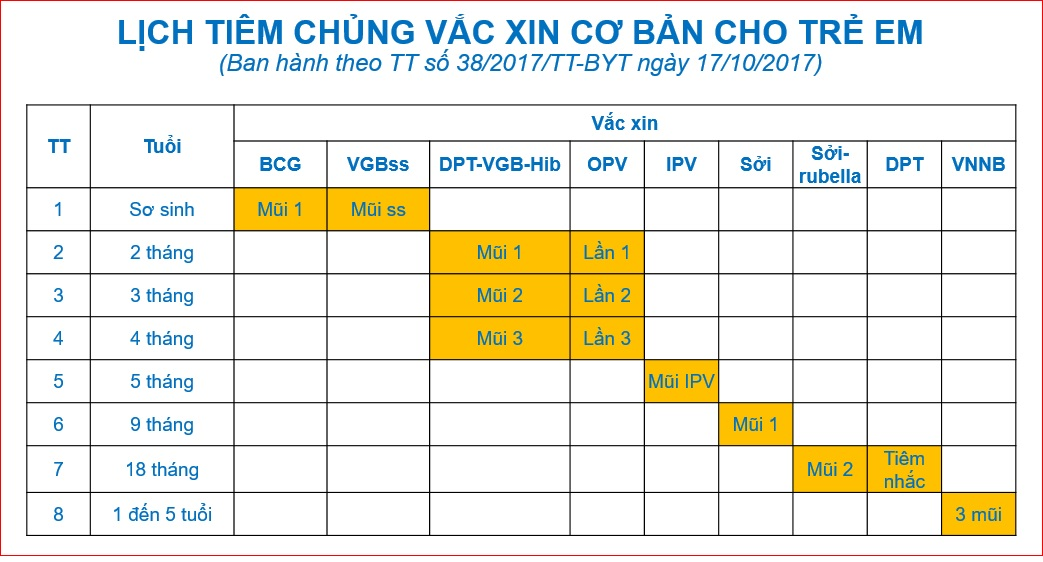 LỊCH TIÊM CHỦNG VẮC XIN CƠ BẢN CHO TRẺ EM
(Ban hành theo TT số 38/2017/TT-BYT ngày 17/10/2017)
TT Tuổi Vắc xin
BCG VGBss DPT-VGB-Hib OPV IPV Sởi Sởi-rubella DPT VNNB
1 Sơ sinh Mũi 1 Mũi ss
2 2 tháng Mũi 1 Lần 1
3 3 tháng Mũi 2 Lần 2
4 4 tháng Mũi 3 Lần 3
5 5 tháng Mũi IPV
6 9 tháng Mũi 1
7 18 tháng Mũi 2 Tiêm nhắc
8 1 đến 5 tuổi 3 mũi